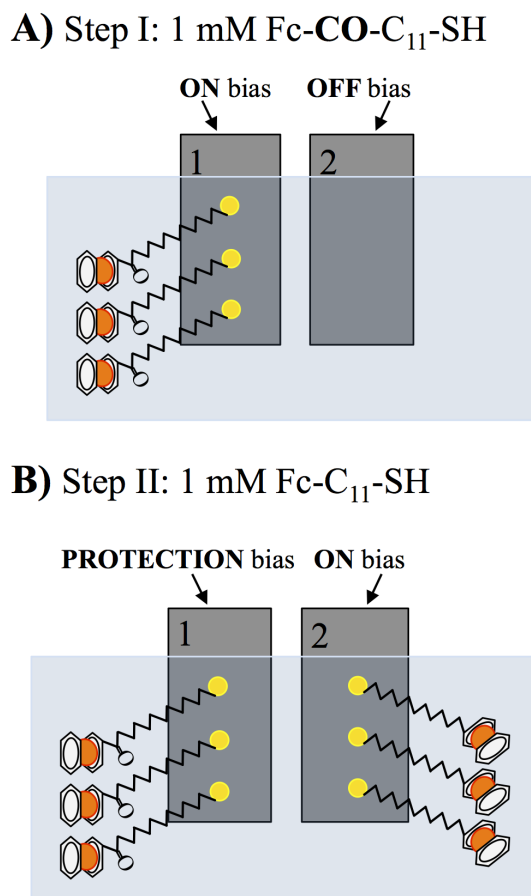 A) Step I: 1 mM Fc-CO-C₁₁-SH
ON bias OFF bias
1 2
B) Step II: 1 mM Fc-C₁₁-SH
PROTECTION bias ON bias
1 2